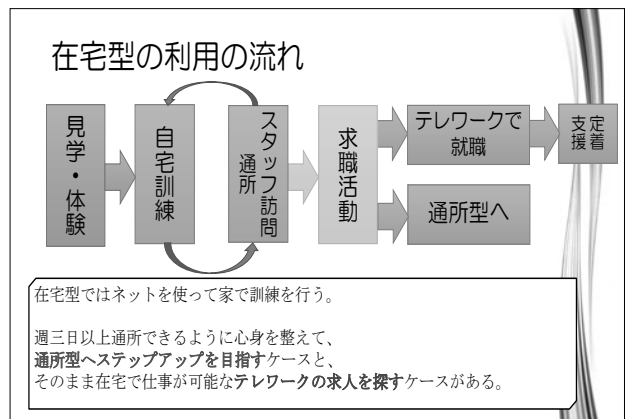 在宅型の利用の流れ
見学・体験
自宅訓練
スタッフ訪問
通所
求職活動
テレワークで
就職
定着
支援
通所型へ
在宅型ではネットを使って家で訓練を行う。
週三日以上通所できるように心身を整えて、
通所型へステップアップを目指すケースと、
そのまま在宅で仕事が可能なテレワークの求人を探すケースがある。